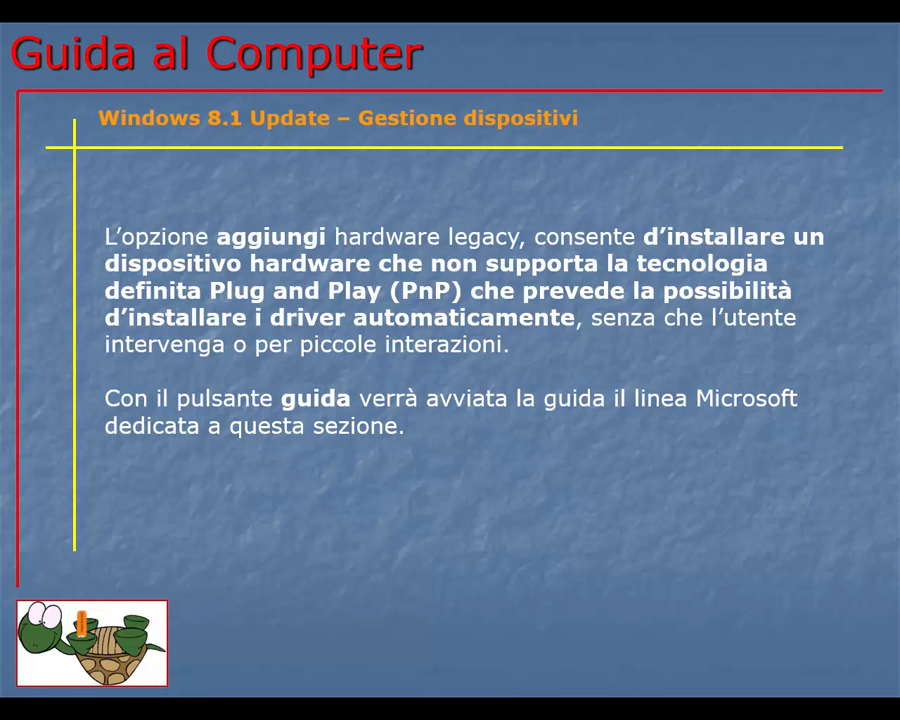 Guida al Computer
Windows 8.1 Update – Gestione dispositivi
L’opzione aggiungi hardware legacy, consente d’installare un
dispositivo hardware che non supporta la tecnologia
definita Plug and Play (PnP) che prevede la possibilità
d’installare i driver automaticamente, senza che l’utente
intervenga o per piccole interazioni.
Con il pulsante guida verrà avviata la guida il linea Microsoft
dedicata a questa sezione.